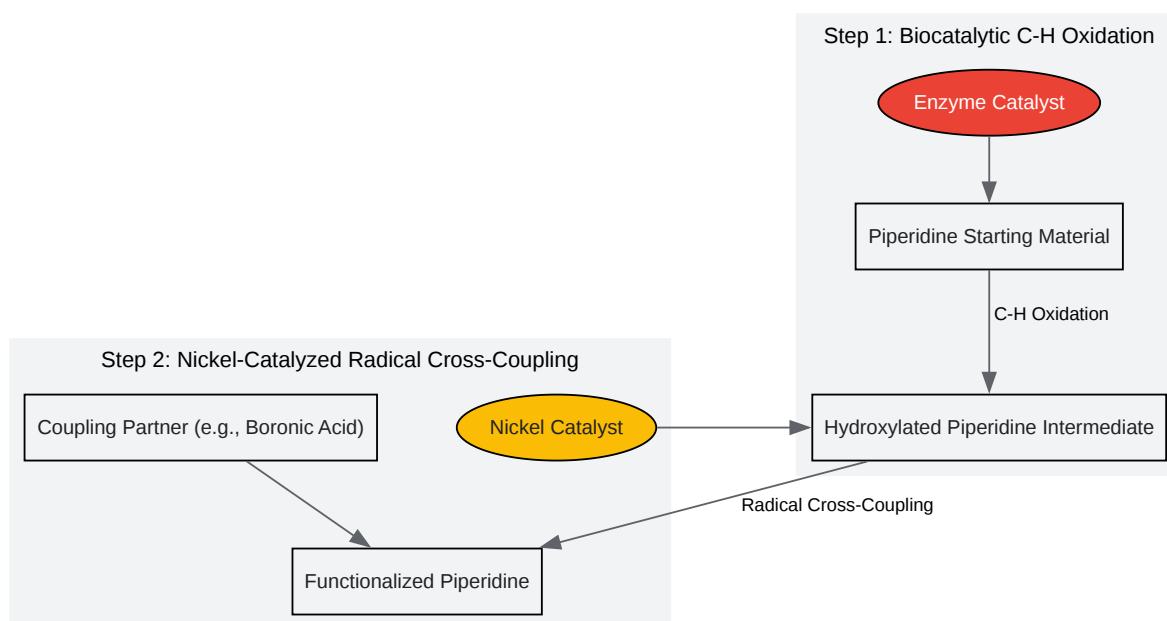 Step 1: Biocatalytic C-H Oxidation
Enzyme Catalyst
Piperidine Starting Material
C-H Oxidation
Step 2: Nickel-Catalyzed Radical Cross-Coupling
Coupling Partner (e.g., Boronic Acid)
Nickel Catalyst
Hydroxylated Piperidine Intermediate
Radical Cross-Coupling
Functionalized Piperidine